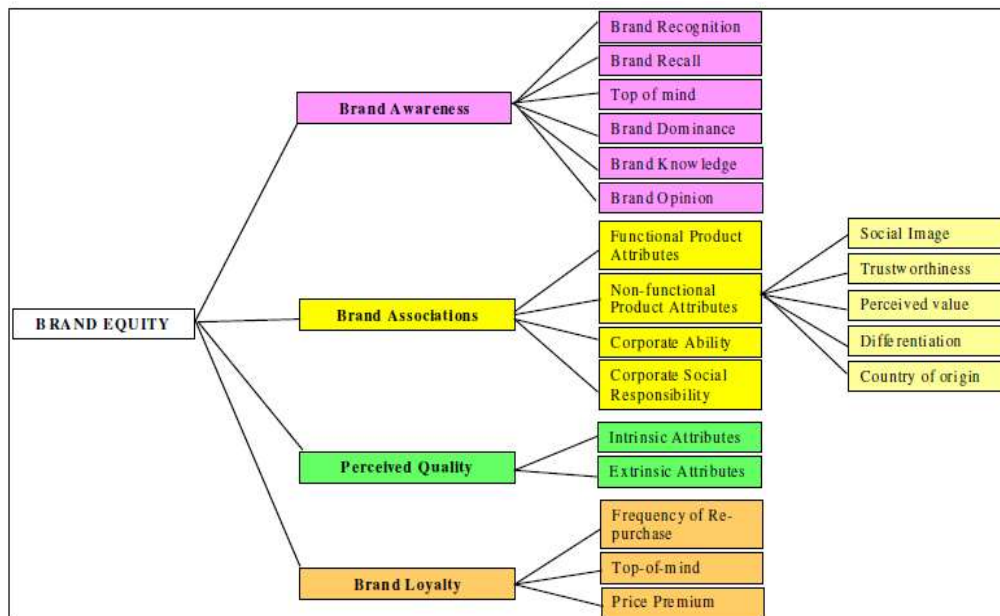 BRAND EQUITY
Brand Awareness
Brand Recognition
Brand Recall
Top of mind
Brand Dominance
Brand Knowledge
Brand Opinion
Brand Associations
Functional Product
Attributes
Non-functional
Product Attributes
Corporate Ability
Corporate Social
Responsibility
Social Image
Trustworthiness
Perceived value
Differentiation
Country of origin
Perceived Quality
Intrinsic Attributes
Extrinsic Attributes
Brand Loyalty
Frequency of Re-
purchase
Top-of-mind
Price Premium